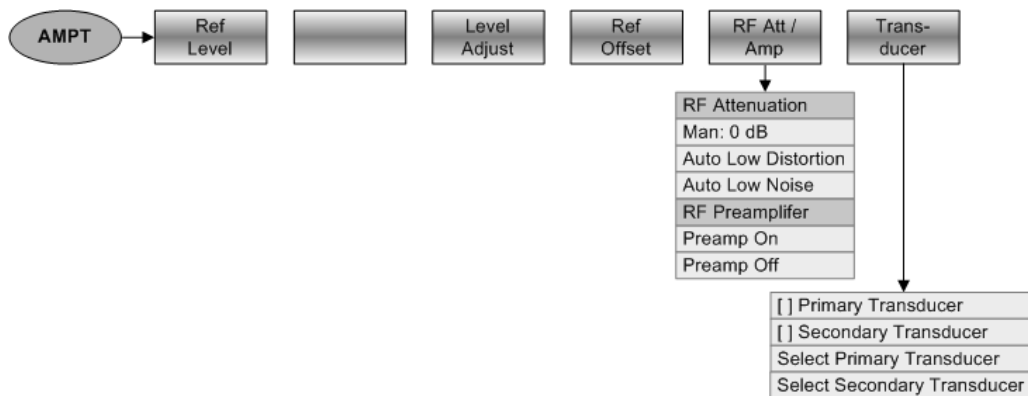 AMPT
Ref
Level
Level
Adjust
Ref
Offset
RF Att /
Amp
Trans-
ducer
RF Attenuation
Man: 0 dB
Auto Low Distortion
Auto Low Noise
RF Preamplifer
Preamp On
Preamp Off
[ ] Primary Transducer
[ ] Secondary Transducer
Select Primary Transducer
Select Secondary Transducer